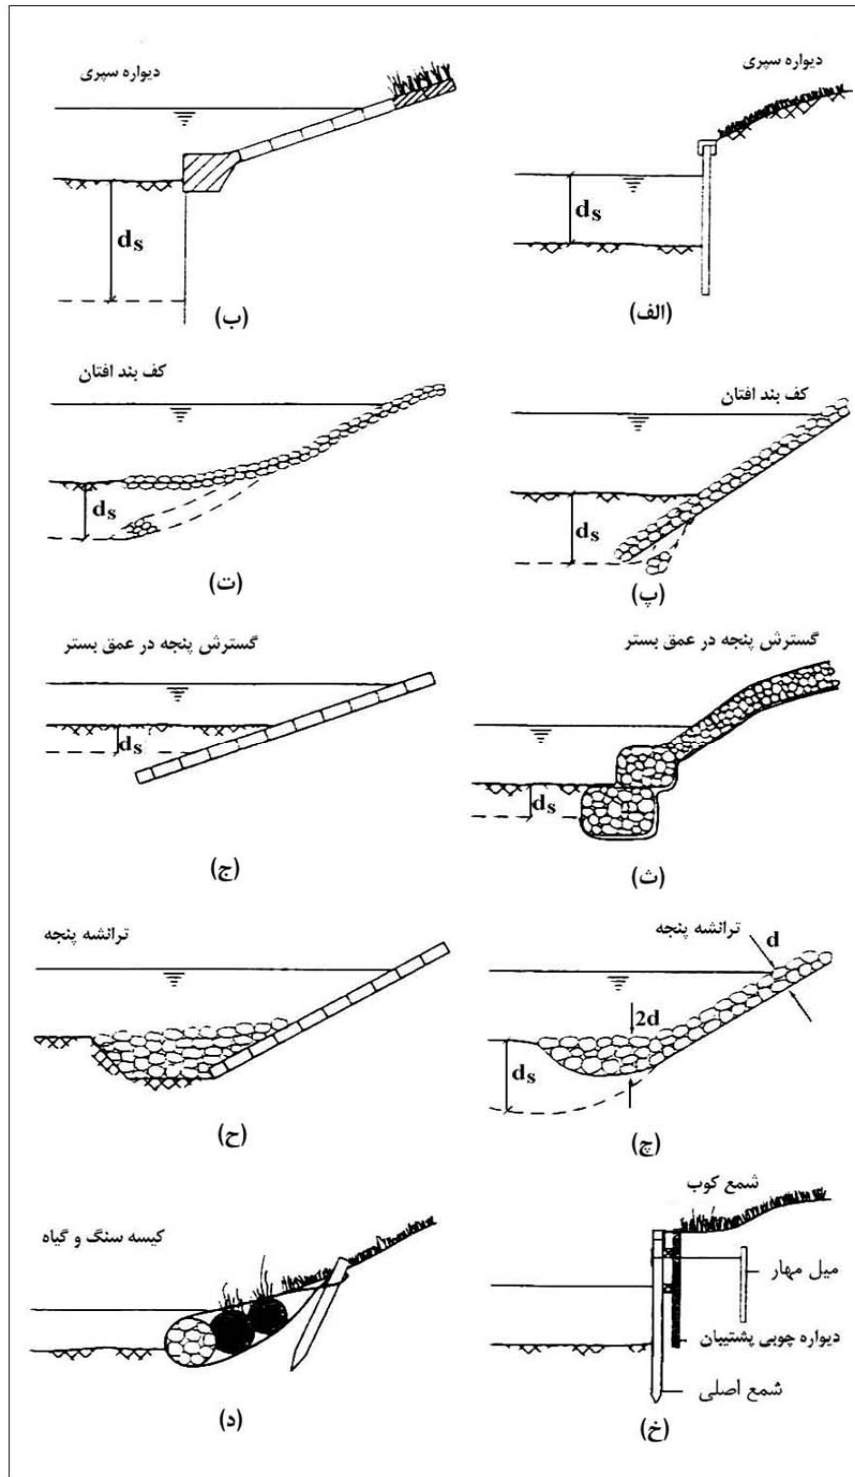 دیواره سپری
ds
(الف)
دیواره سپری
ds
(ب)
کف بند افتان
ds
(پ)
کف بند افتان
ds
(ت)
گسترش پنجه در عمق بستر
ds
(ث)
گسترش پنجه در عمق بستر
ds
(ج)
ترانشه پنجه
d
2d
ds
(چ)
ترانشه پنجه
(ح)
شمع کوب
میل مهار
دیواره چوبی پشتیبان
شمع اصلی
(خ)
کیسه سنگ و گیاه
(د)